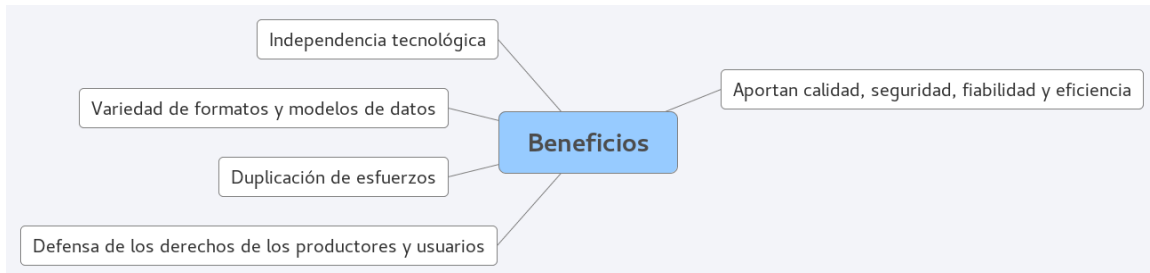 Independencia tecnológica
Variedad de formatos y modelos de datos
Duplicación de esfuerzos
Defensa de los derechos de los productores y usuarios
Beneficios
Aportan calidad, seguridad, fiabilidad y eficiencia